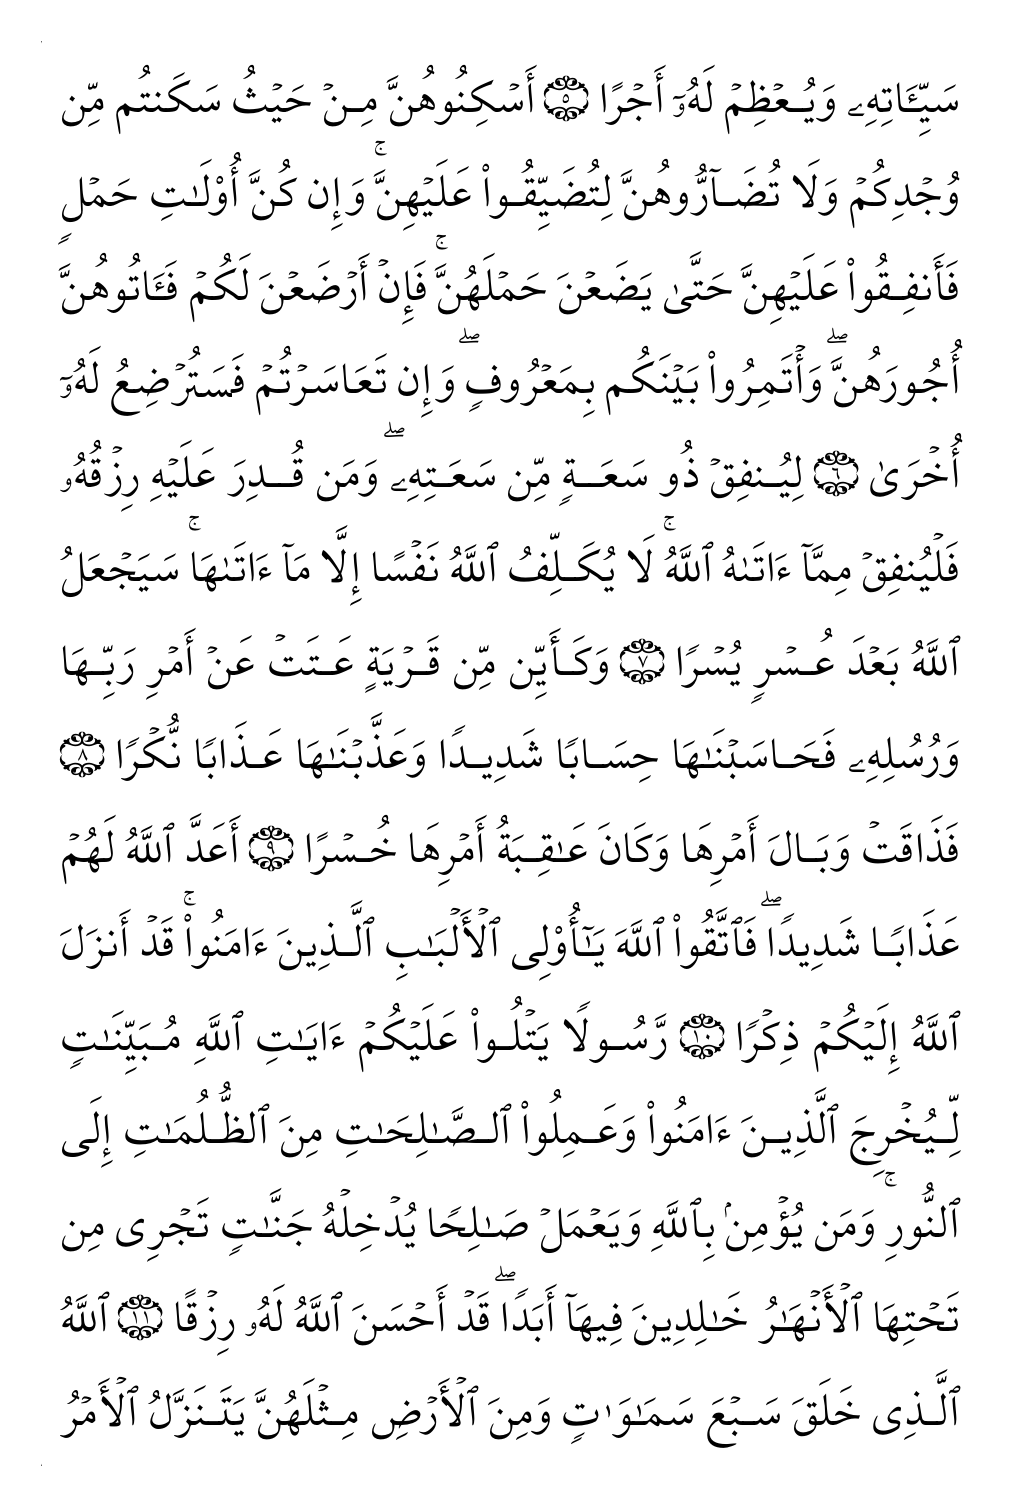 سَيِّـَٔاتِهِۦ وَيُعْظِمْ لَهُۥٓ أَجْرًا ٥ أَسْكِنُوهُنَّ مِنْ حَيْثُ سَكَنتُم مِّن
وُجْدِكُمْ وَلَا تُضَآرُّوهُنَّ لِتُضَيِّقُوا۟ عَلَيْهِنَّ ۚ وَإِن كُنَّ أُو۟لَـٰتِ حَمْلٍ
فَأَنفِقُوا۟ عَلَيْهِنَّ حَتَّىٰ يَضَعْنَ حَمْلَهُنَّ ۚ فَإِنْ أَرْضَعْنَ لَكُمْ فَـَٔاتُوهُنَّ
أُجُورَهُنَّ ۖ وَأْتَمِرُوا۟ بَيْنَكُم بِمَعْرُوفٍ ۖ وَإِن تَعَاسَرْتُمْ فَسَتُرْضِعُ لَهُۥٓ
أُخْرَىٰ ٦ لِيُنفِقْ ذُو سَعَةٍ مِّن سَعَتِهِۦ ۖ وَمَن قُدِرَ عَلَيْهِ رِزْقُهُۥ
فَلْيُنفِقْ مِمَّآ ءَاتَىٰهُ ٱللَّهُ ۚ لَا يُكَلِّفُ ٱللَّهُ نَفْسًا إِلَّا مَآ ءَاتَىٰهَا ۚ سَيَجْعَلُ
ٱللَّهُ بَعْدَ عُسْرٍ يُسْرًا ٧ وَكَأَيِّن مِّن قَرْيَةٍ عَتَتْ عَنْ أَمْرِ رَبِّهَا
وَرُسُلِهِۦ فَحَاسَبْنَـٰهَا حِسَابًا شَدِيدًا وَعَذَّبْنَـٰهَا عَذَابًا نُّكْرًا ٨
فَذَاقَتْ وَبَالَ أَمْرِهَا وَكَانَ عَـٰقِبَةُ أَمْرِهَا خُسْرًا ٩ أَعَدَّ ٱللَّهُ لَهُمْ
عَذَابًا شَدِيدًا ۖ فَٱتَّقُوا۟ ٱللَّهَ يَـٰٓأُو۟لِى ٱلْأَلْبَـٰبِ ٱلَّذِينَ ءَامَنُوا۟ ۚ قَدْ أَنزَلَ
ٱللَّهُ إِلَيْكُمْ ذِكْرًا ١٠ رَّسُولًا يَتْلُوا۟ عَلَيْكُمْ ءَايَـٰتِ ٱللَّهِ مُبَيِّنَـٰتٍ
لِّيُخْرِجَ ٱلَّذِينَ ءَامَنُوا۟ وَعَمِلُوا۟ ٱلصَّـٰلِحَـٰتِ مِنَ ٱلظُّلُمَـٰتِ إِلَى
ٱلنُّورِ ۚ وَمَن يُؤْمِنۢ بِٱللَّهِ وَيَعْمَلْ صَـٰلِحًا يُدْخِلْهُ جَنَّـٰتٍ تَجْرِى مِن
تَحْتِهَا ٱلْأَنْهَـٰرُ خَـٰلِدِينَ فِيهَآ أَبَدًا ۖ قَدْ أَحْسَنَ ٱللَّهُ لَهُۥ رِزْقًا ١١ ٱللَّهُ
ٱلَّذِى خَلَقَ سَبْعَ سَمَـٰوَٰتٍ وَمِنَ ٱلْأَرْضِ مِثْلَهُنَّ يَتَنَزَّلُ ٱلْأَمْرُ